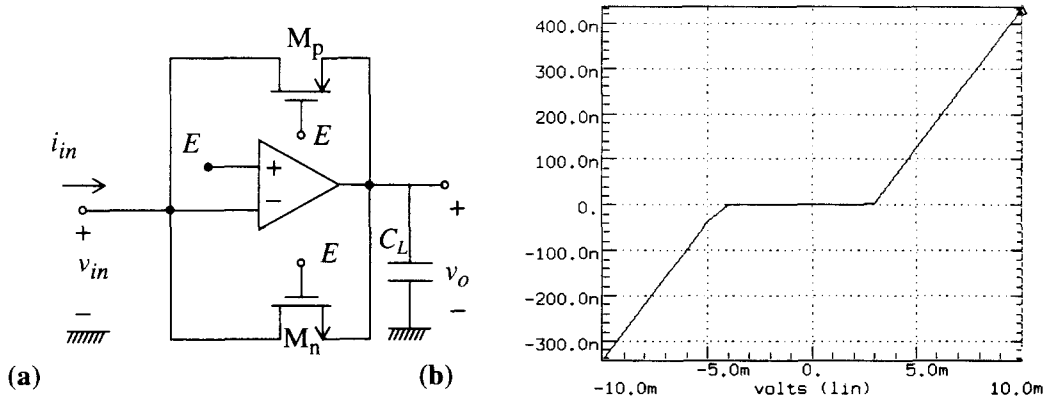 M_p
E
E
i_in
+
−
+
v_in
−
E
C_L
+
v_o
−
M_n
(a)
(b)
400.0n
300.0n
200.0n
100.0n
0.
-100.0n
-200.0n
-300.0n
-10.0m
-5.0m
0.
5.0m
10.0m
volts (lin)